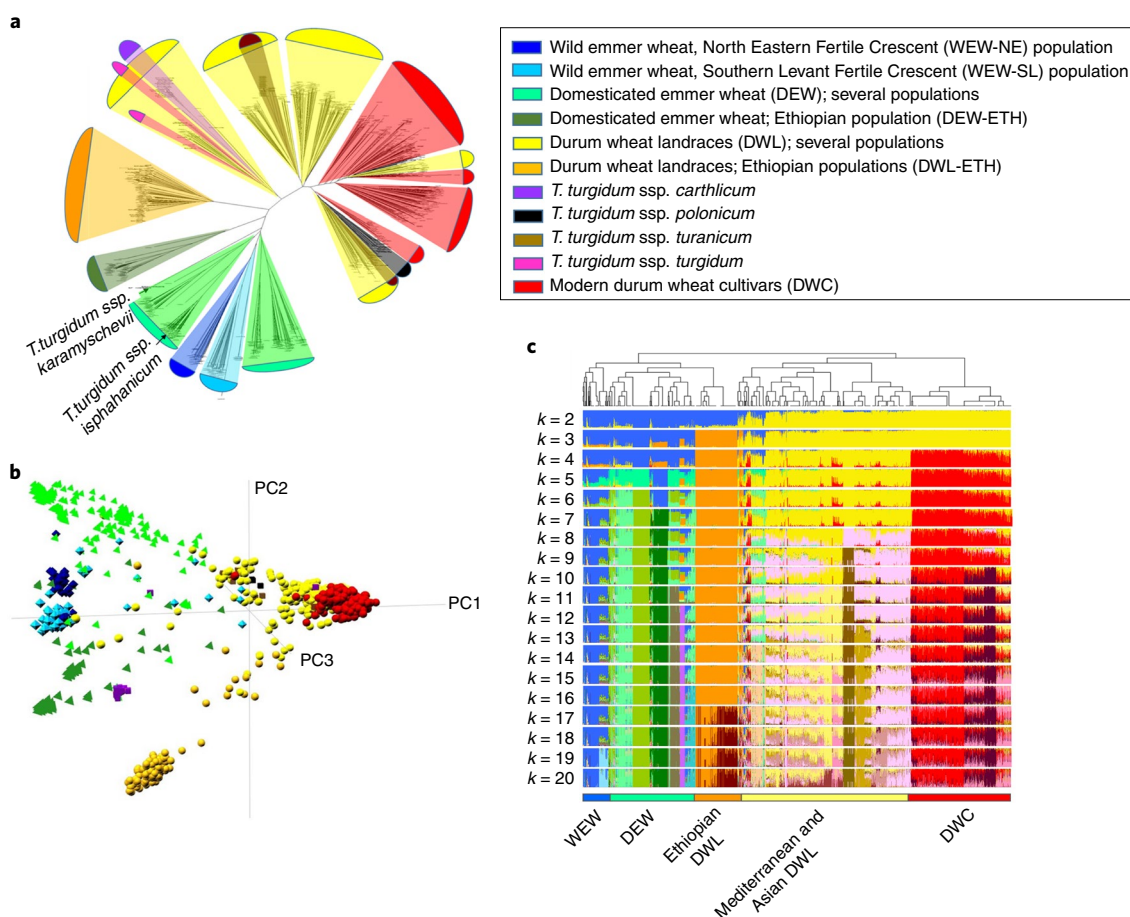 a
T.turgidum ssp.
karamyschevii
T.turgidum ssp.
isphahanicum
Wild emmer wheat, North Eastern Fertile Crescent (WEW-NE) population
Wild emmer wheat, Southern Levant Fertile Crescent (WEW-SL) population
Domesticated emmer wheat (DEW); several populations
Domesticated emmer wheat; Ethiopian population (DEW-ETH)
Durum wheat landraces (DWL); several populations
Durum wheat landraces; Ethiopian populations (DWL-ETH)
T. turgidum ssp. carthlicum
T. turgidum ssp. polonicum
T. turgidum ssp. turanicum
T. turgidum ssp. turgidum
Modern durum wheat cultivars (DWC)
b
PC2
PC1
PC3
c
k = 2
k = 3
k = 4
k = 5
k = 6
k = 7
k = 8
k = 9
k = 10
k = 11
k = 12
k = 13
k = 14
k = 15
k = 16
k = 17
k = 18
k = 19
k = 20
WEW
DEW
Ethiopian
DWL
Mediterranean and
Asian DWL
DWC